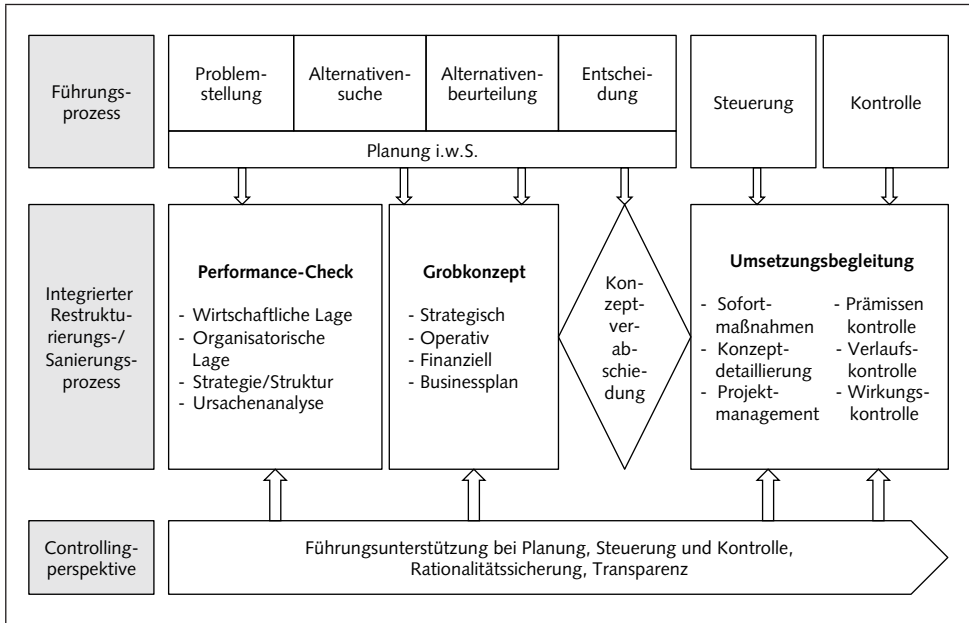 Führungs-
prozess
Problem-
stellung
Alternativen-
suche
Alternativen-
beurteilung
Entschei-
dung
Planung i.w.S.
Steuerung
Kontrolle
Integrierter
Restruktu-
rierungs-/
Sanierungs-
prozess
Performance-Check
- Wirtschaftliche Lage
- Organisatorische
Lage
- Strategie/Struktur
- Ursachenanalyse
Grobkonzept
- Strategisch
- Operativ
- Finanziell
- Businessplan
Kon-
zept-
ver-
ab-
schie-
dung
Umsetzungsbegleitung
- Sofort-
maßnahmen
- Konzept-
detaillierung
- Projekt-
management
- Prämissen
kontrolle
- Verlaufs-
kontrolle
- Wirkungs-
kontrolle
Controlling-
perspektive
Führungsunterstützung bei Planung, Steuerung und Kontrolle,
Rationalitätssicherung, Transparenz